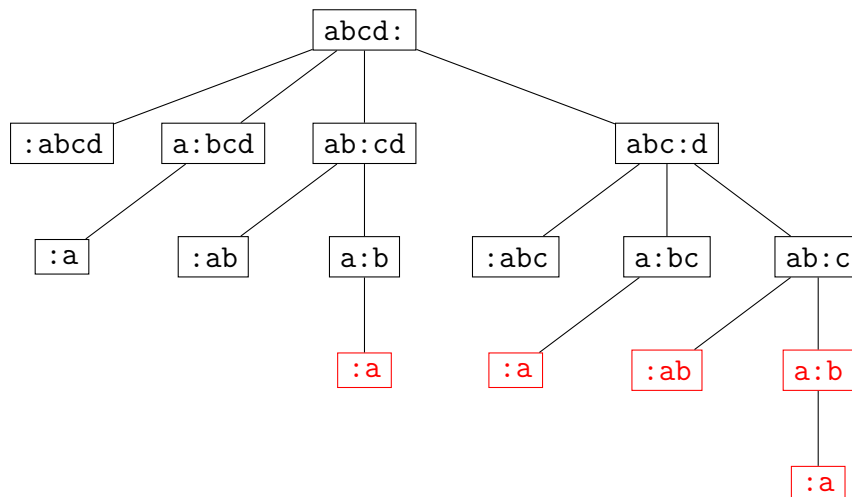 abcd:
:abcd a:bcd ab:cd abc:d
:a :ab a:b :abc a:bc ab:c
:a :a :ab a:b
:a